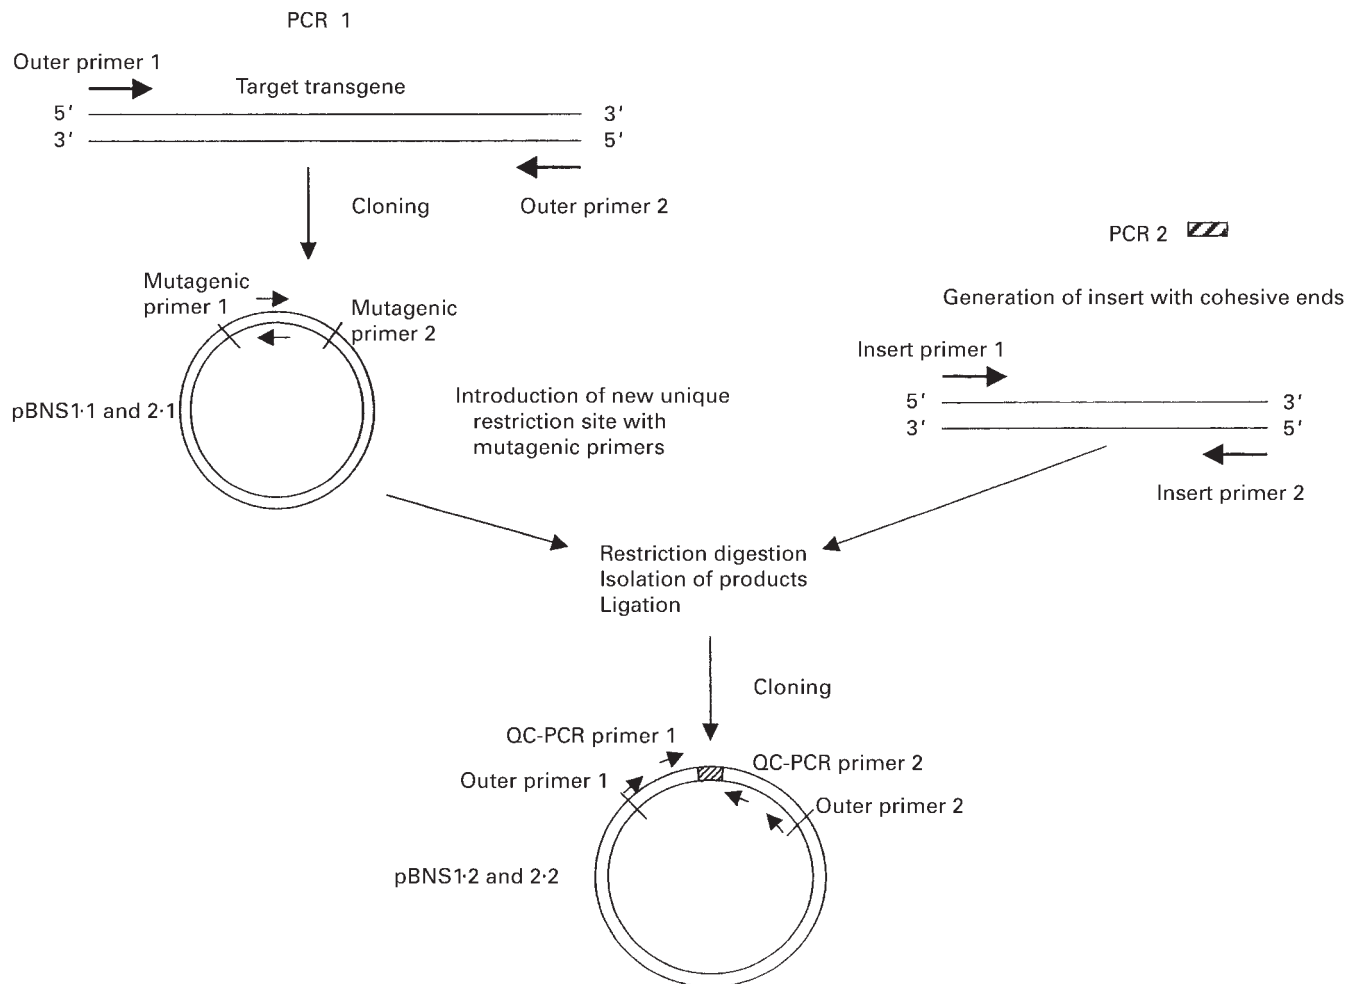 PCR 1
Outer primer 1
Target transgene
5′ 3′
3′ 5′
Cloning
Outer primer 2
PCR 2
Mutagenic
primer 1
Mutagenic
primer 2
Generation of insert with cohesive ends
Insert primer 1
pBNS1·1 and 2·1
Introduction of new unique
restriction site with
mutagenic primers
5′ 3′
3′ 5′
Insert primer 2
Restriction digestion
Isolation of products
Ligation
Cloning
QC-PCR primer 1
QC-PCR primer 2
Outer primer 1
Outer primer 2
pBNS1·2 and 2·2